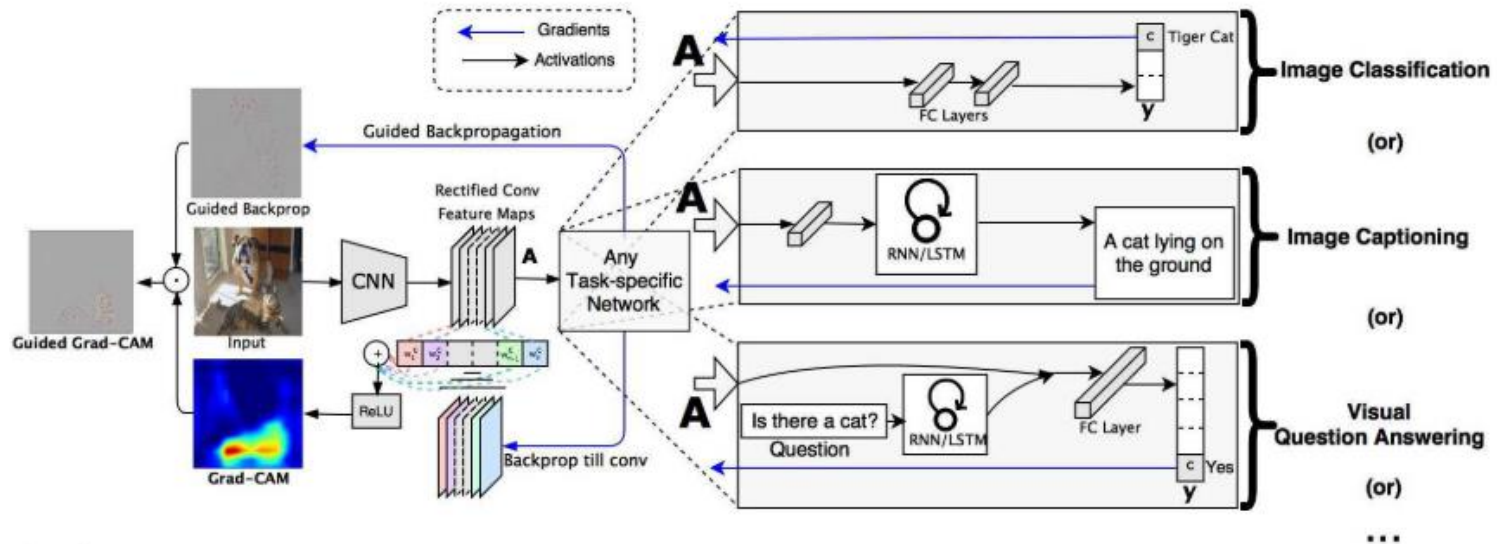 Gradients
Activations
Guided Backpropagation
Guided Backprop
Rectified Conv
Feature Maps
A
Input
CNN
Any
Task-specific
Network
Guided Grad-CAM
+
ReLU
Grad-CAM
Backprop till conv
A
FC Layers
c
Tiger Cat
y
Image Classification
(or)
A
RNN/LSTM
A cat lying on
the ground
Image Captioning
(or)
A
Is there a cat?
Question
RNN/LSTM
FC Layer
c
Yes
y
Visual
Question Answering
(or)
...